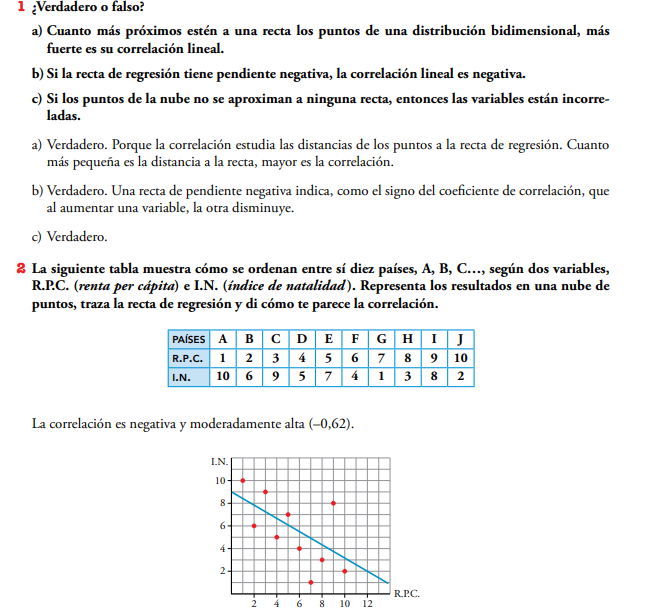 1 ¿Verdadero o falso?
a) Cuanto más próximos estén a una recta los puntos de una distribución bidimensional, más
fuerte es su correlación lineal.
b) Si la recta de regresión tiene pendiente negativa, la correlación lineal es negativa.
c) Si los puntos de la nube no se aproximan a ninguna recta, entonces las variables están incorre-
ladas.
a) Verdadero. Porque la correlación estudia las distancias de los puntos a la recta de regresión. Cuanto
más pequeña es la distancia a la recta, mayor es la correlación.
b) Verdadero. Una recta de pendiente negativa indica, como el signo del coeficiente de correlación, que
al aumentar una variable, la otra disminuye.
c) Verdadero.
2 La siguiente tabla muestra cómo se ordenan entre sí diez países, A, B, C…, según dos variables,
R.P.C. (renta per cápita) e I.N. (índice de natalidad). Representa los resultados en una nube de
puntos, traza la recta de regresión y di cómo te parece la correlación.
PAÍSES A B C D E F G H I J
R.P.C. 1 2 3 4 5 6 7 8 9 10
I.N. 10 6 9 5 7 4 1 3 8 2
La correlación es negativa y moderadamente alta (–0,62).
I.N.
10
8
6
4
2
R.P.C.
2 4 6 8 10 12